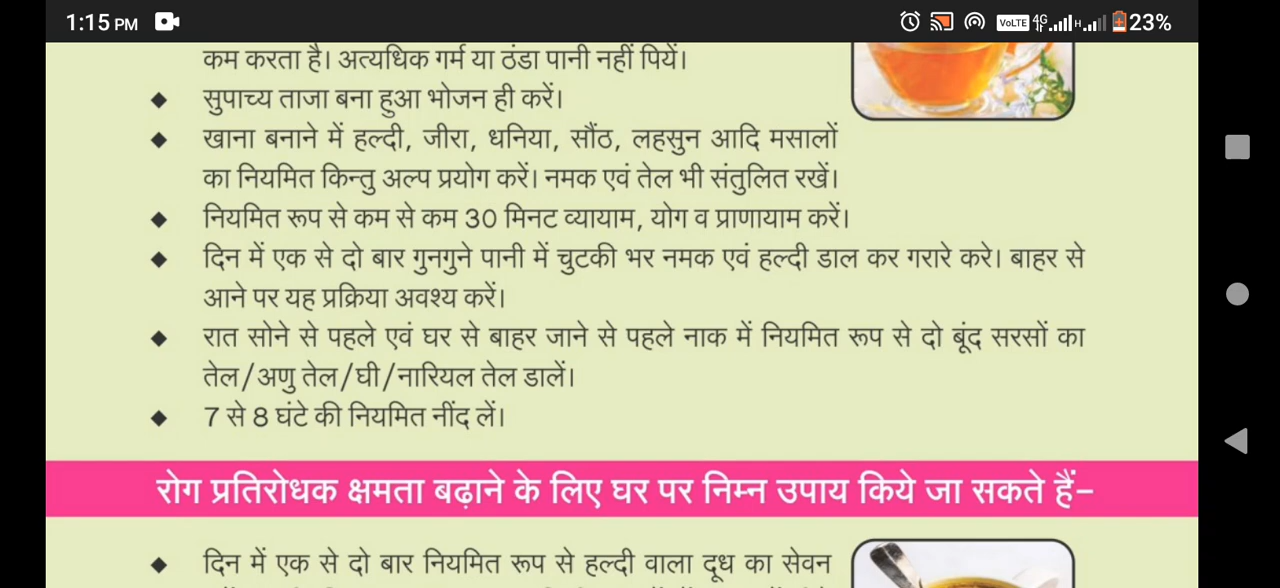 1:15 PM VoLTE 4G H 23%
कम करता है। अत्यधिक गर्म या ठंडा पानी नहीं पियें।
◆ सुपाच्य ताजा बना हुआ भोजन ही करें।
◆ खाना बनाने में हल्दी, जीरा, धनिया, सौंठ, लहसुन आदि मसालों
का नियमित किन्तु अल्प प्रयोग करें। नमक एवं तेल भी संतुलित रखें।
◆ नियमित रूप से कम से कम 30 मिनट व्यायाम, योग व प्राणायाम करें।
◆ दिन में एक से दो बार गुनगुने पानी में चुटकी भर नमक एवं हल्दी डाल कर गरारे करे। बाहर से
आने पर यह प्रक्रिया अवश्य करें।
◆ रात सोने से पहले एवं घर से बाहर जाने से पहले नाक में नियमित रूप से दो बूंद सरसों का
तेल/अणु तेल/घी/नारियल तेल डालें।
◆ 7 से 8 घंटे की नियमित नींद लें।
रोग प्रतिरोधक क्षमता बढ़ाने के लिए घर पर निम्न उपाय किये जा सकते हैं-
◆ दिन में एक से दो बार नियमित रूप से हल्दी वाला दूध का सेवन